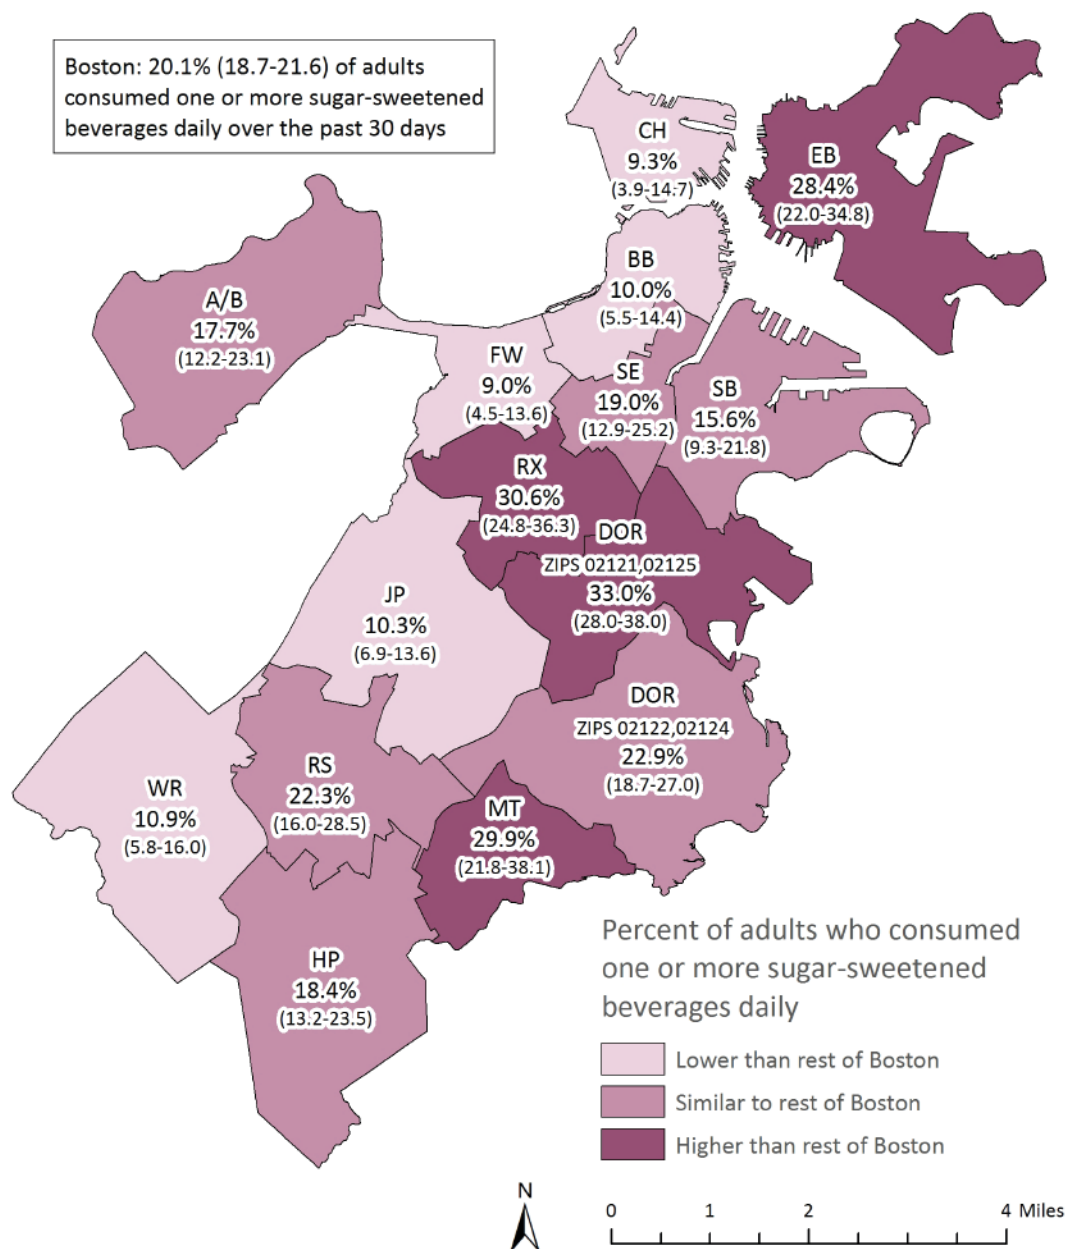 Boston: 20.1% (18.7-21.6) of adults
consumed one or more sugar-sweetened
beverages daily over the past 30 days
CH
9.3%
(3.9-14.7)
EB
28.4%
(22.0-34.8)
BB
10.0%
(5.5-14.4)
A/B
17.7%
(12.2-23.1)
FW
9.0%
(4.5-13.6)
SE
19.0%
(12.9-25.2)
SB
15.6%
(9.3-21.8)
RX
30.6%
(24.8-36.3)
DOR
ZIPS 02121,02125
33.0%
(28.0-38.0)
JP
10.3%
(6.9-13.6)
DOR
ZIPS 02122,02124
22.9%
(18.7-27.0)
RS
22.3%
(16.0-28.5)
WR
10.9%
(5.8-16.0)
MT
29.9%
(21.8-38.1)
HP
18.4%
(13.2-23.5)
Percent of adults who consumed
one or more sugar-sweetened
beverages daily
Lower than rest of Boston
Similar to rest of Boston
Higher than rest of Boston
N
0 1 2 4 Miles